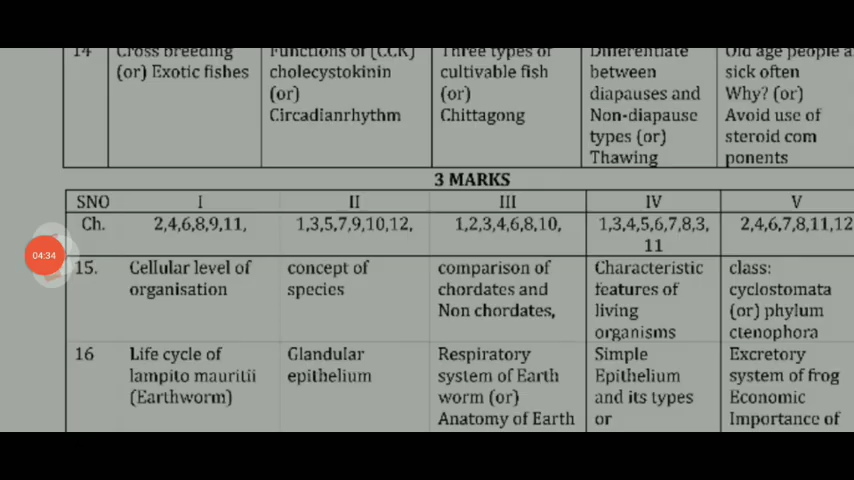 14 Cross breeding Functions of (CCK) Three types of Differentiate Old age people a
(or) Exotic fishes cholecystokinin cultivable fish between sick often
(or) (or) diapauses and Why? (or)
Circadianrhythm Chittagong Non-diapause Avoid use of
types (or) steroid com
Thawing ponents
3 MARKS
SNO I II III IV V
Ch. 2,4,6,8,9,11, 1,3,5,7,9,10,12, 1,2,3,4,6,8,10, 1,3,4,5,6,7,8,3, 2,4,6,7,8,11,12
11
04:34
15. Cellular level of concept of comparison of Characteristic class:
organisation species chordates and features of cyclostomata
Non chordates, living (or) phylum
organisms ctenophora
16 Life cycle of Glandular Respiratory Simple Excretory
lampito mauritii epithelium system of Earth Epithelium system of frog
(Earthworm) worm (or) and its types Economic
Anatomy of Earth or Importance of